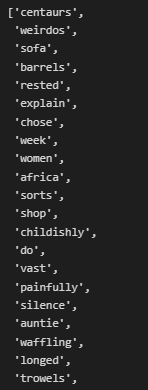 ['centaurs',
'weirdos',
'sofa',
'barrels',
'rested',
'explain',
'chose',
'week',
'women',
'africa',
'sorts',
'shop',
'childishly',
'do',
'vast',
'painfully',
'silence',
'auntie',
'waffling',
'longed',
'trowels',